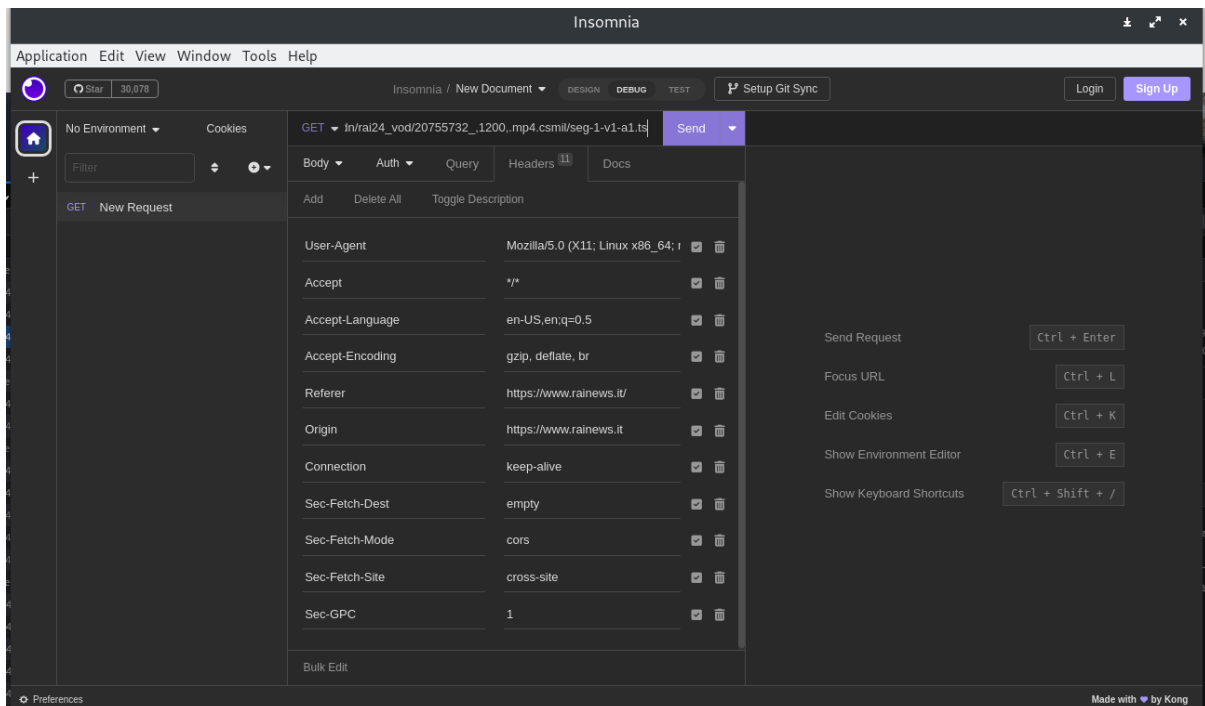 Insomnia
Application Edit View Window Tools Help
Star 30,078
Insomnia / New Document
DESIGN DEBUG TEST
Setup Git Sync
Login
Sign Up
No Environment
Cookies
Filter
GET New Request
GET in/rai24_vod/20755732_,1200,.mp4.csmil/seg-1-v1-a1.ts
Send
Body Auth Query Headers 11 Docs
Add Delete All Toggle Description
User-Agent Mozilla/5.0 (X11; Linux x86_64; r
Accept */*
Accept-Language en-US,en;q=0.5
Accept-Encoding gzip, deflate, br
Referer https://www.rainews.it/
Origin https://www.rainews.it
Connection keep-alive
Sec-Fetch-Dest empty
Sec-Fetch-Mode cors
Sec-Fetch-Site cross-site
Sec-GPC 1
Bulk Edit
Send Request Ctrl + Enter
Focus URL Ctrl + L
Edit Cookies Ctrl + K
Show Environment Editor Ctrl + E
Show Keyboard Shortcuts Ctrl + Shift + /
Preferences
Made with ♥ by Kong